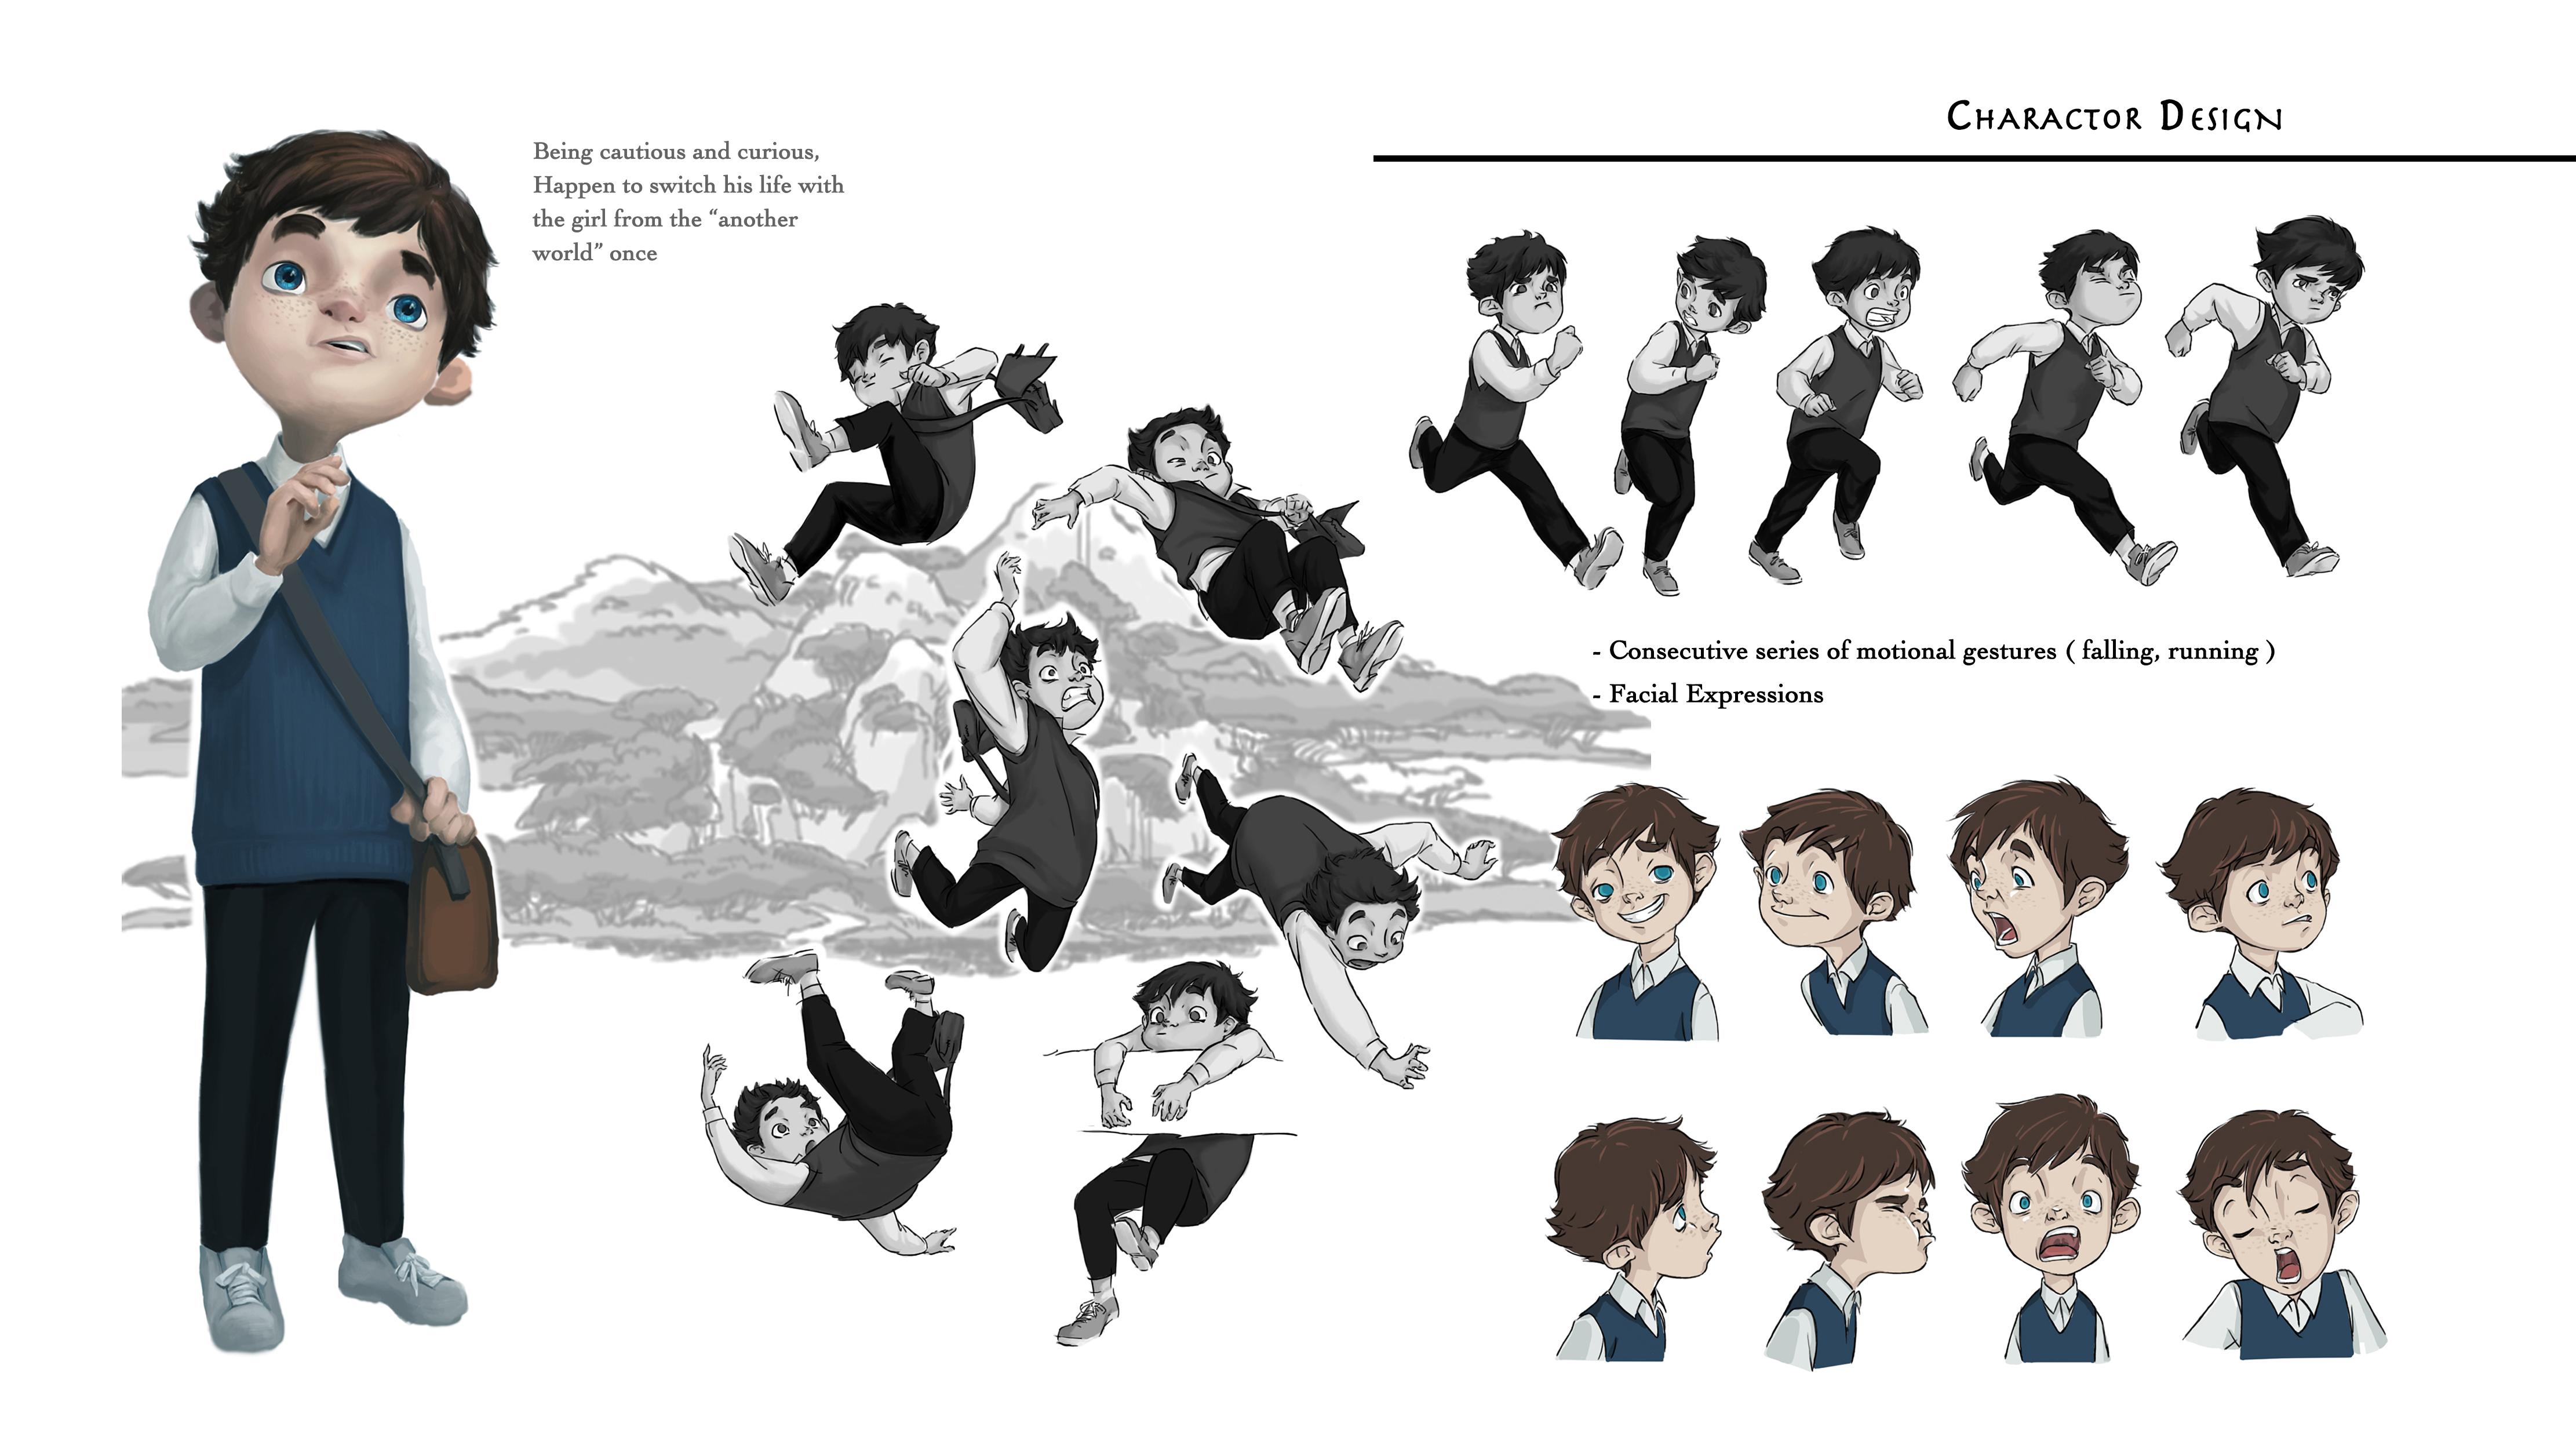 CHARACTOR DESIGN
Being cautious and curious,
Happen to switch his life with
the girl from the “another
world” once
- Consecutive series of motional gestures ( falling, running )
- Facial Expressions